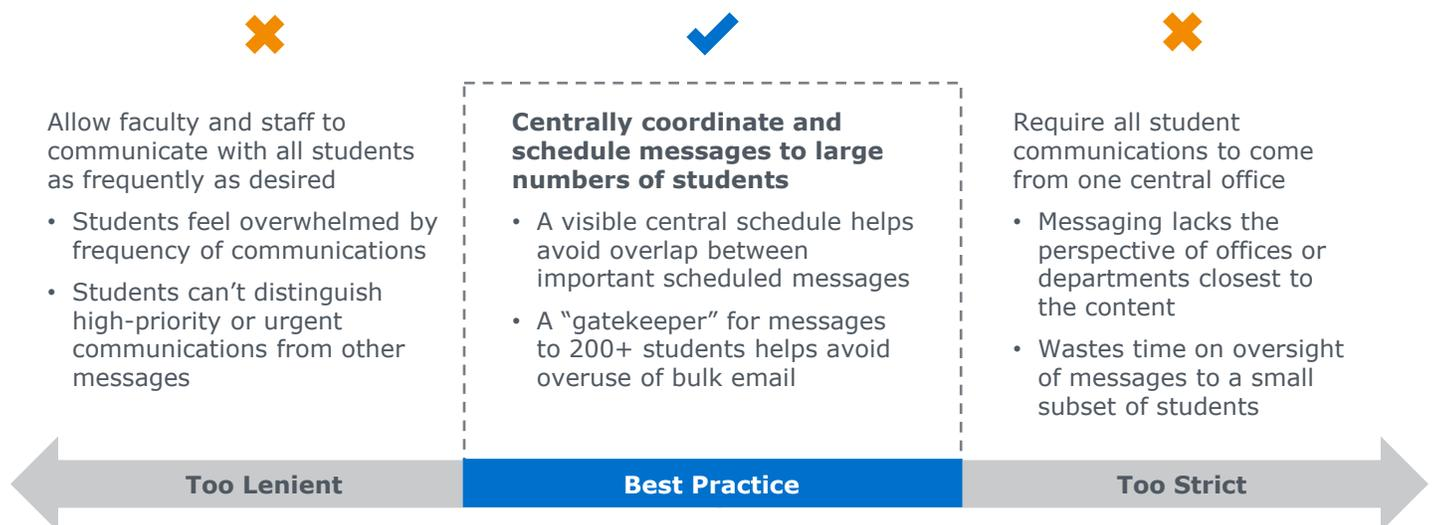 Allow faculty and staff to
communicate with all students
as frequently as desired
• Students feel overwhelmed by
frequency of communications
• Students can’t distinguish
high-priority or urgent
communications from other
messages
Centrally coordinate and
schedule messages to large
numbers of students
• A visible central schedule helps
avoid overlap between
important scheduled messages
• A “gatekeeper” for messages
to 200+ students helps avoid
overuse of bulk email
Require all student
communications to come
from one central office
• Messaging lacks the
perspective of offices or
departments closest to
the content
• Wastes time on oversight
of messages to a small
subset of students
Too Lenient
Best Practice
Too Strict